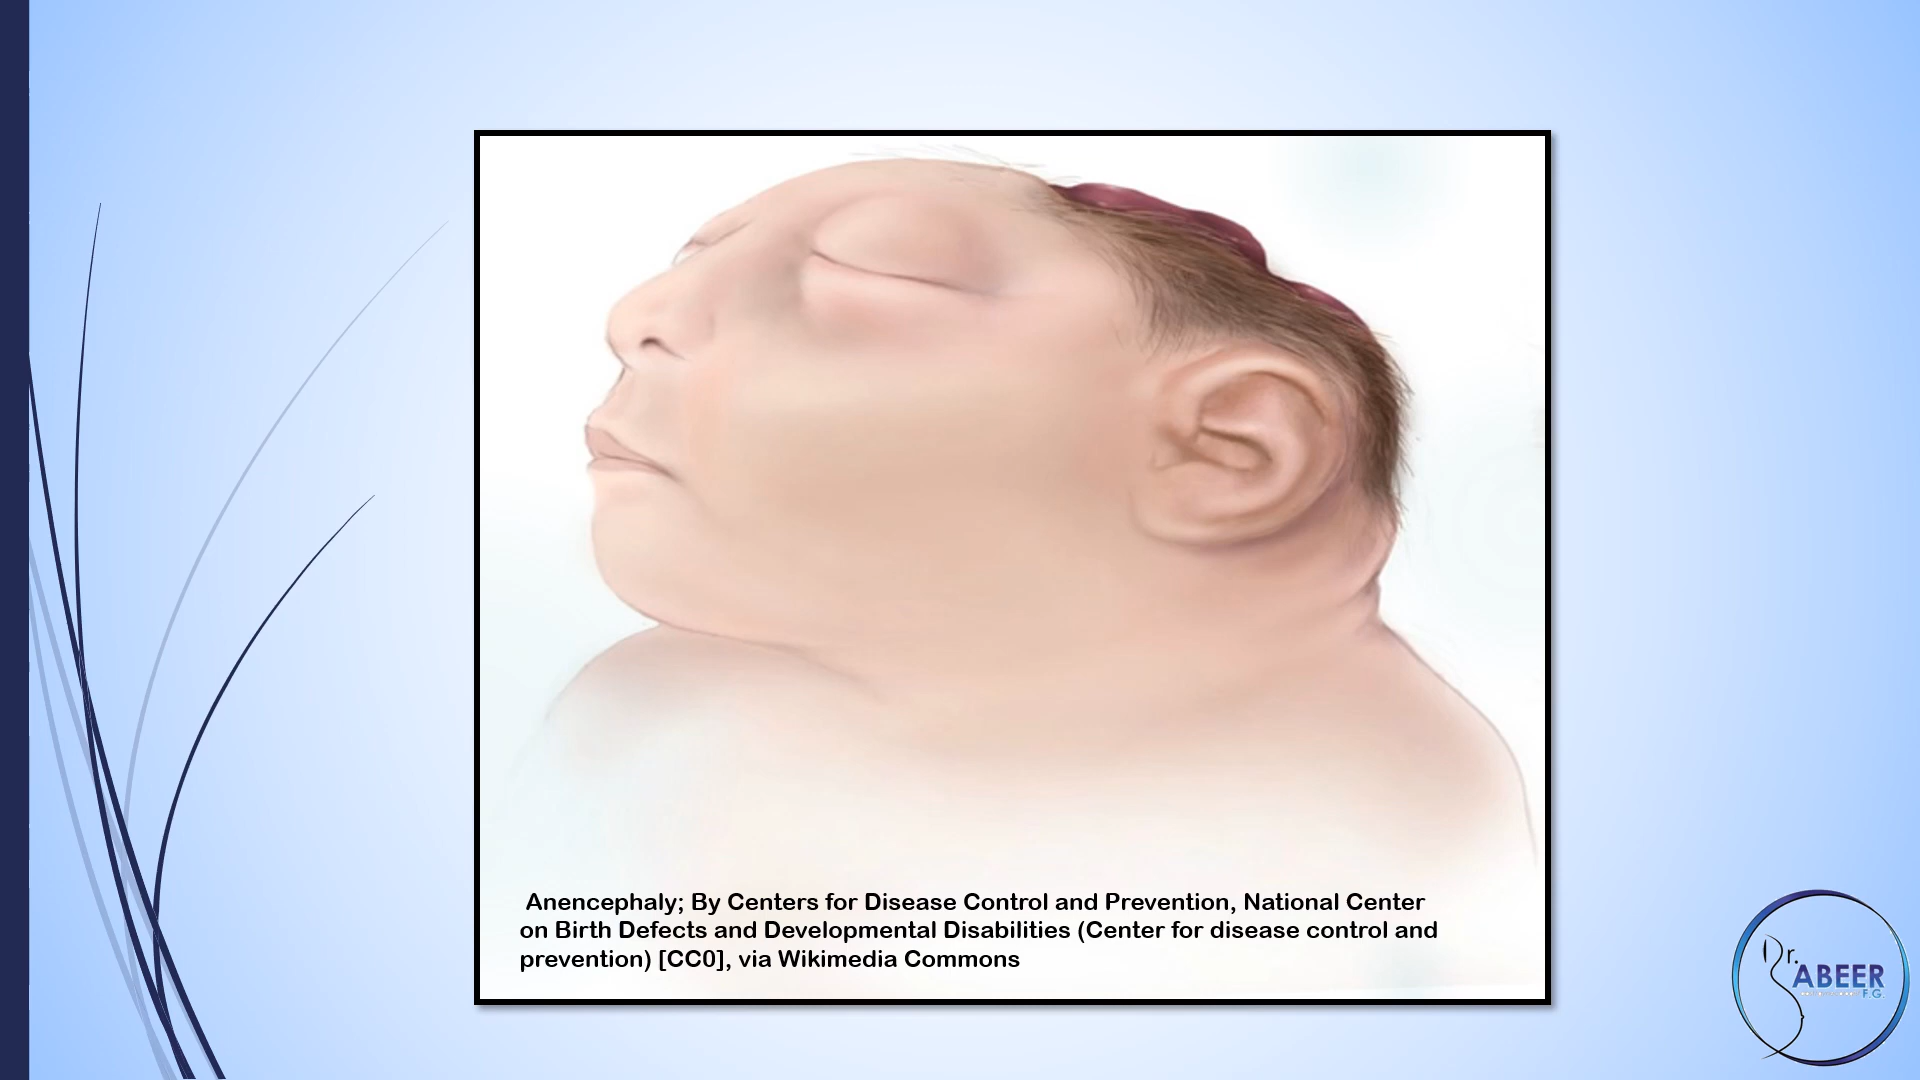 Anencephaly; By Centers for Disease Control and Prevention, National Center
on Birth Defects and Developmental Disabilities (Center for disease control and
prevention) [CC0], via Wikimedia Commons
Dr.
ABEER
F.G.